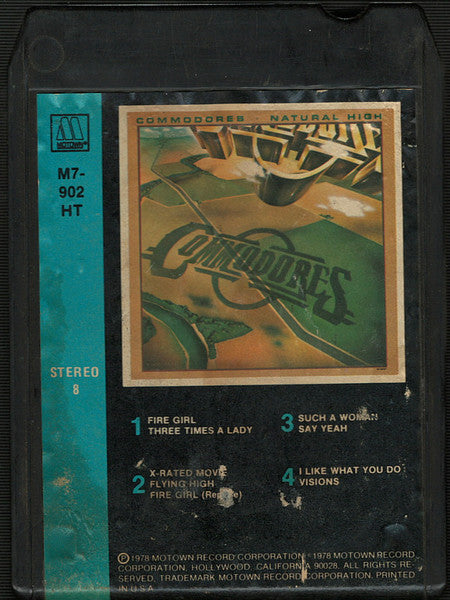 COMMODORES • NATURAL HIGH
COMMODORES
M
MOTOWN
M7-
902
HT
STEREO
8
1 FIRE GIRL
THREE TIMES A LADY
2 X-RATED MOVIE
FLYING HIGH
FIRE GIRL (Reprise)
3 SUCH A WOMAN
SAY YEAH
4 I LIKE WHAT YOU DO
VISIONS
Ⓟ1978 MOTOWN RECORD CORPORATION ©1978 MOTOWN RECORD
CORPORATION, HOLLYWOOD, CALIFORNIA 90028. ALL RIGHTS RE-
SERVED. TRADEMARK MOTOWN RECORD CORPORATION. PRINTED
IN U.S.A.